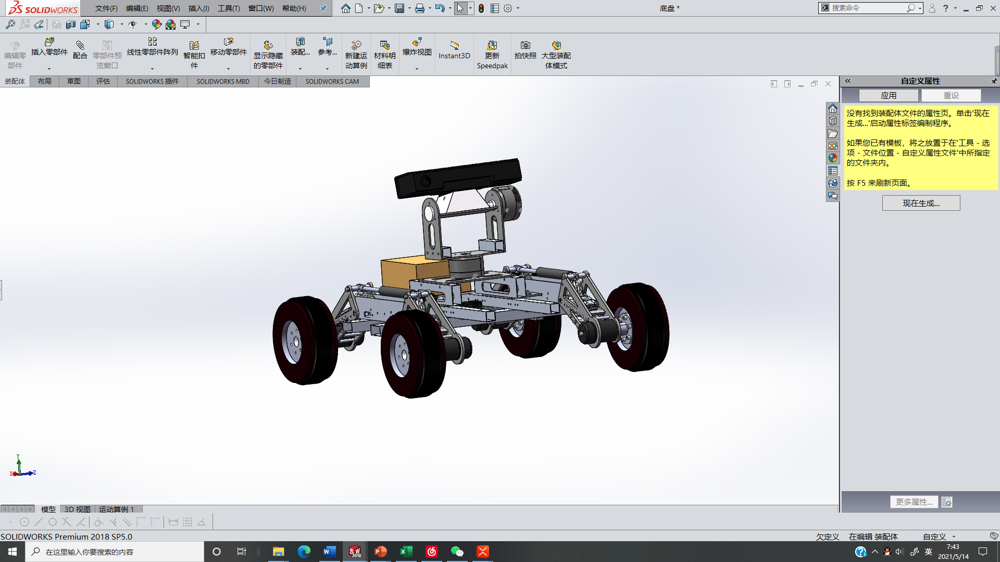 SOLIDWORKS
文件(F) 编辑(E) 视图(V) 插入(I) 工具(T) 窗口(W) 帮助(H)
底盘 *
搜索命令
编辑零部件
插入零部件
配合
零部件预览窗口
线性零部件阵列
智能扣件
移动零部件
显示隐藏的零部件
装配...
参考...
新建运动算例
材料明细表
爆炸视图
Instant3D
更新 Speedpak
拍快照
大型装配体模式
装配体 布局 草图 评估 SOLIDWORKS 插件 SOLIDWORKS MBD 今日制造 SOLIDWORKS CAM
自定义属性
应用 重设
没有找到装配体文件的属性页。单击'现在
生成...'启动属性标签编制程序。
如果您已有模板，将之放置于在'工具 - 选
项 - 文件位置 - 自定义属性文件'中所指定
的文件夹内。
按 F5 来刷新页面。
现在生成...
Y
X
Z
更多属性...
模型 3D 视图 运动算例 1
SOLIDWORKS Premium 2018 SP5.0
欠定义 在编辑 装配体 自定义
在这里输入你要搜索的内容
SW 2018
英
7:43
2021/5/14